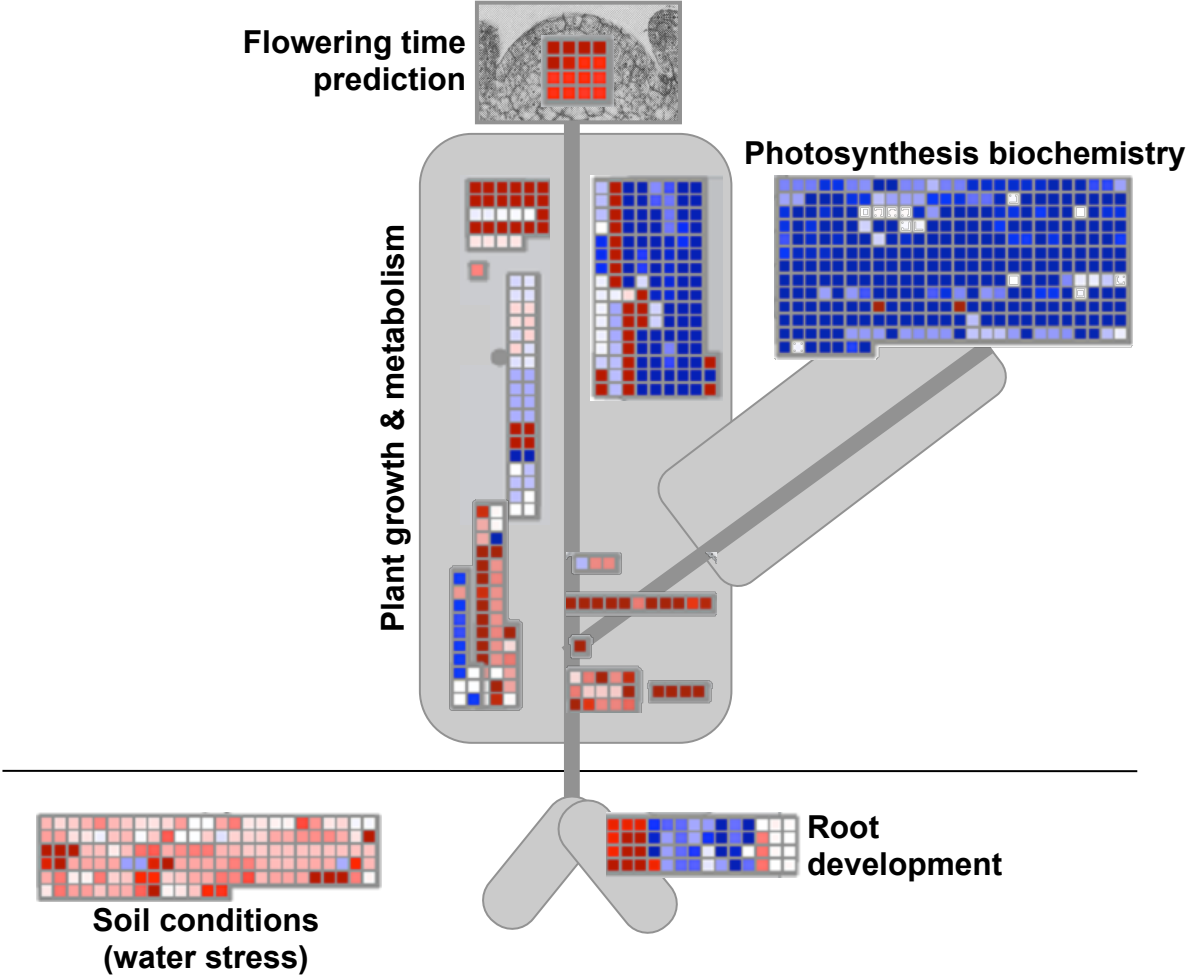 Flowering time
prediction
Photosynthesis biochemistry
Plant growth & metabolism
Root
development
Soil conditions
(water stress)